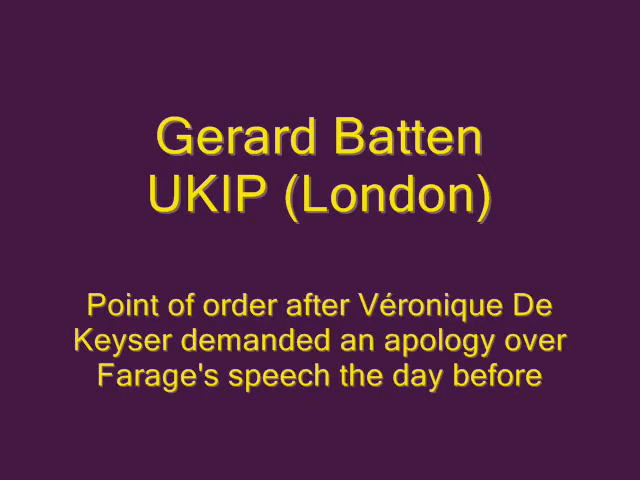 Gerard Batten
UKIP (London)
Point of order after Véronique De
Keyser demanded an apology over
Farage's speech the day before